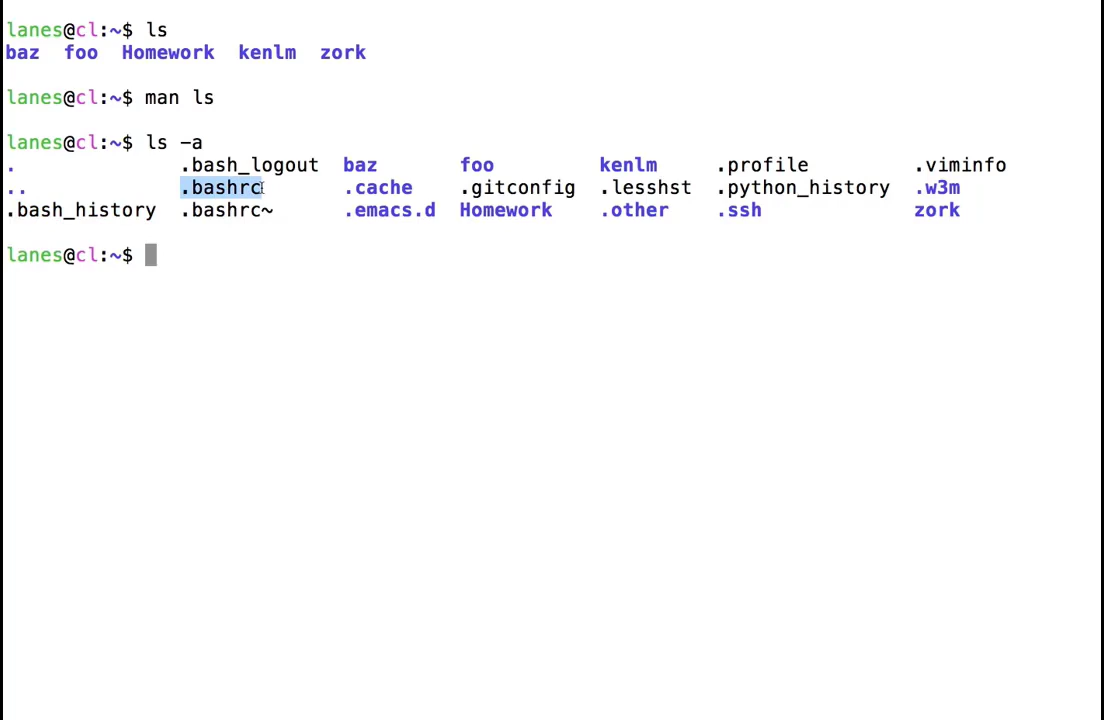 lanes@cl:~$ ls
baz  foo  Homework  kenlm  zork
lanes@cl:~$ man ls
lanes@cl:~$ ls -a
.  .bash_logout  baz  foo  kenlm  .profile  .viminfo
..  .bashrc  .cache  .gitconfig  .lesshst  .python_history  .w3m
.bash_history  .bashrc~  .emacs.d  Homework  .other  .ssh  zork
lanes@cl:~$